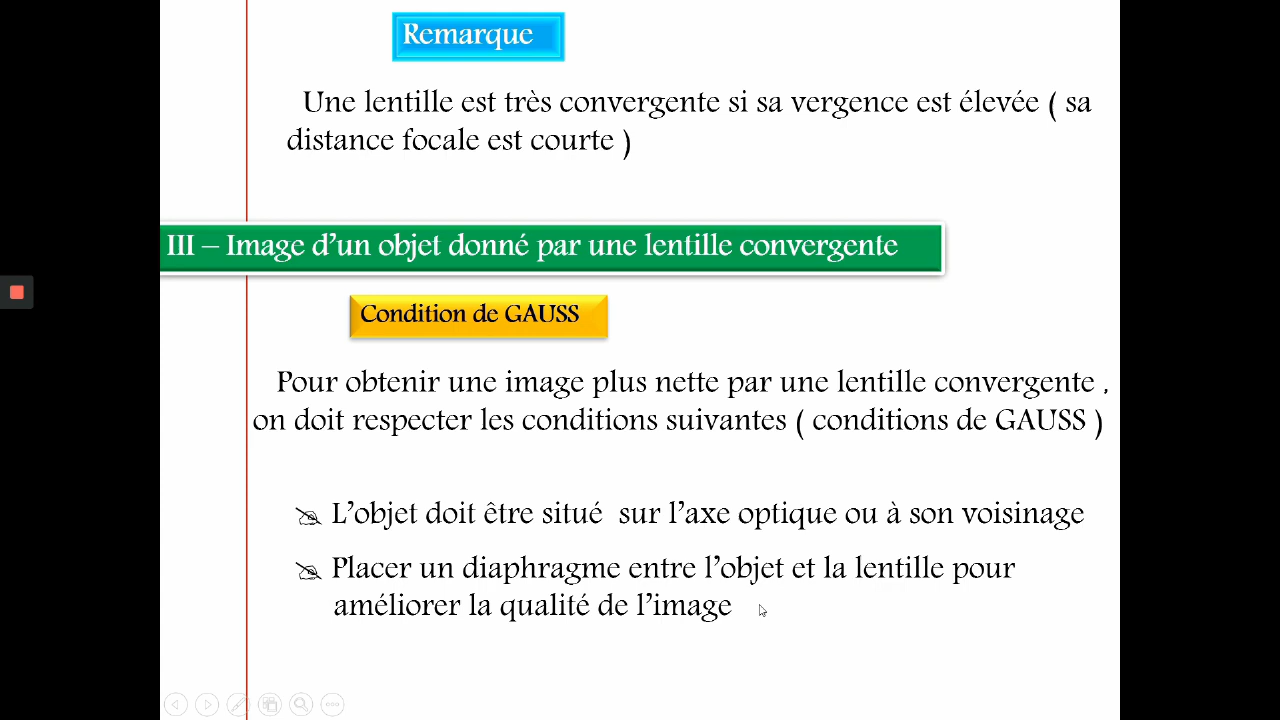 Remarque
Une lentille est très convergente si sa vergence est élevée ( sa
distance focale est courte )
III – Image d’un objet donné par une lentille convergente
Condition de GAUSS
Pour obtenir une image plus nette par une lentille convergente ,
on doit respecter les conditions suivantes ( conditions de GAUSS )
L’objet doit être situé sur l’axe optique ou à son voisinage
Placer un diaphragme entre l’objet et la lentille pour
améliorer la qualité de l’image